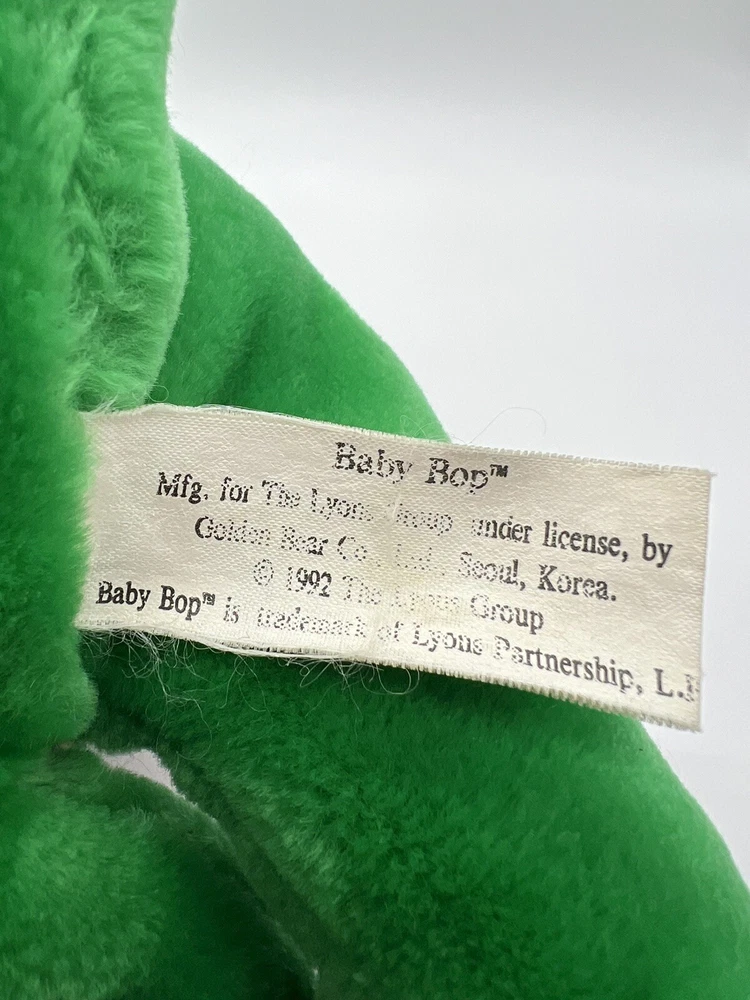 Baby Bop™
Mfg. for The Lyons Group under license, by
Golden Bear Co. Ltd. Seoul, Korea.
© 1992 The Lyons Group
Baby Bop™ is trademark of Lyons Partnership, L.P